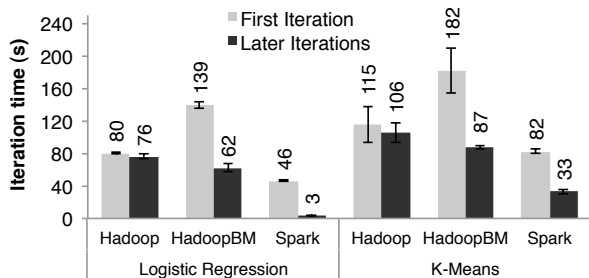 Iteration time (s)
240
200
160
120
80
40
0
First Iteration
Later Iterations
80
76
139
62
46
3
115
106
182
87
82
33
Hadoop
HadoopBM
Spark
Hadoop
HadoopBM
Spark
Logistic Regression
K-Means